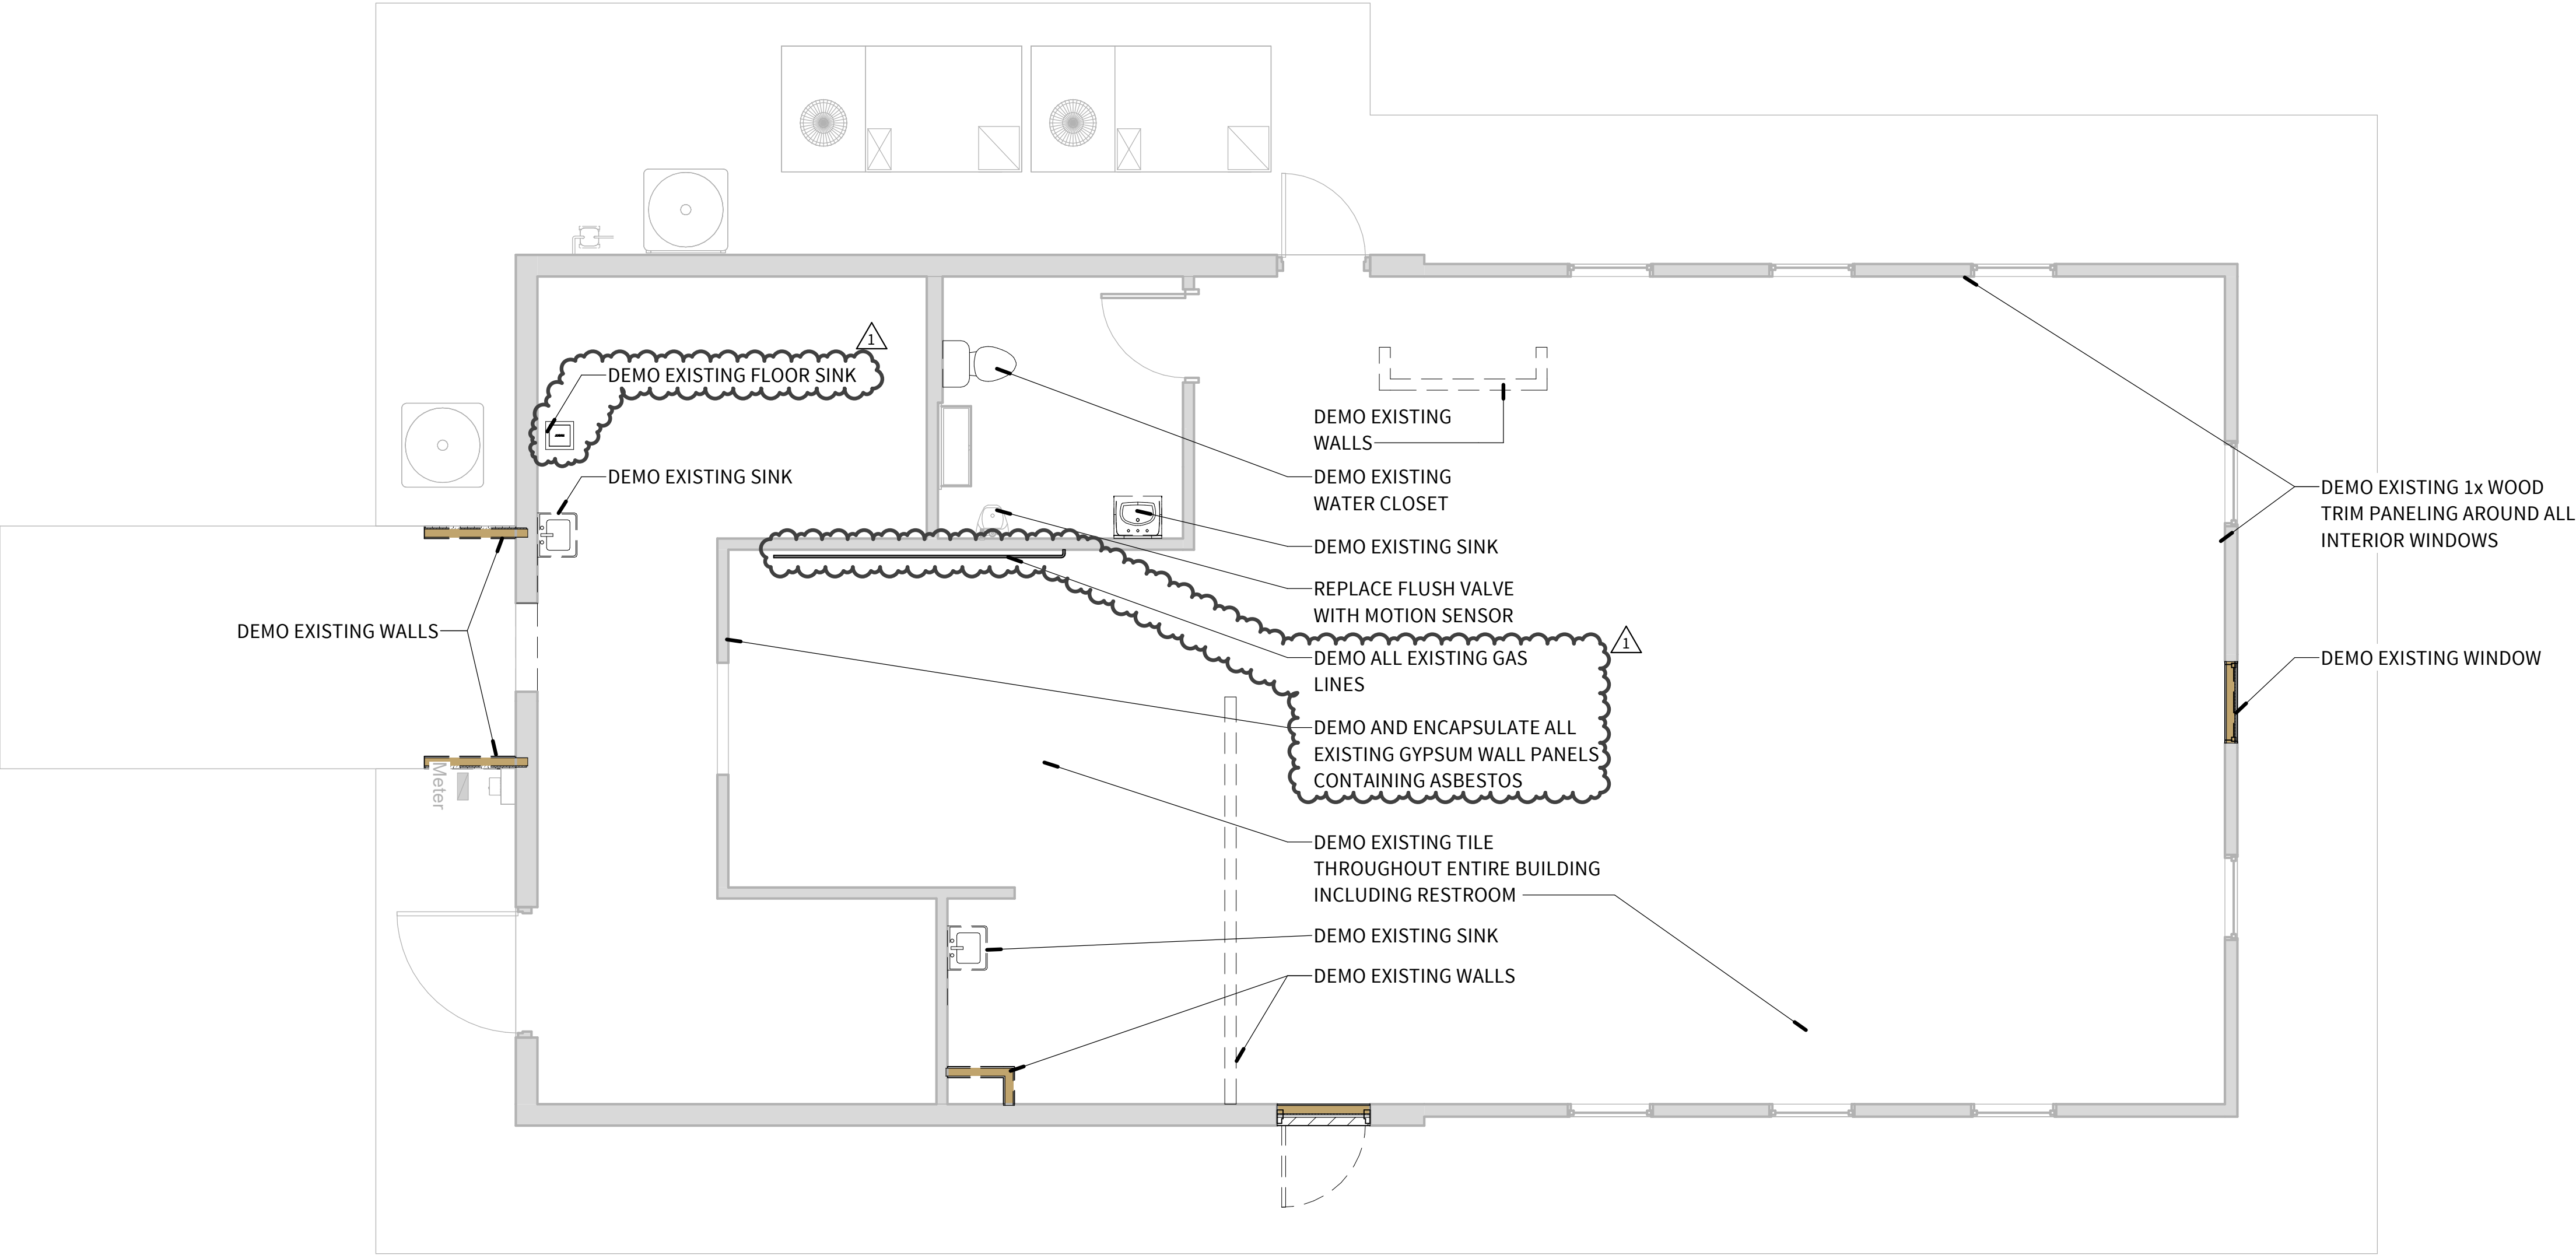 1
DEMO EXISTING FLOOR SINK
DEMO EXISTING SINK
DEMO EXISTING WALLS
Meter
DEMO EXISTING
WALLS
DEMO EXISTING
WATER CLOSET
DEMO EXISTING SINK
REPLACE FLUSH VALVE
WITH MOTION SENSOR
1
DEMO ALL EXISTING GAS
LINES
DEMO AND ENCAPSULATE ALL
EXISTING GYPSUM WALL PANELS
CONTAINING ASBESTOS
DEMO EXISTING TILE
THROUGHOUT ENTIRE BUILDING
INCLUDING RESTROOM
DEMO EXISTING SINK
DEMO EXISTING WALLS
DEMO EXISTING 1x WOOD
TRIM PANELING AROUND ALL
INTERIOR WINDOWS
DEMO EXISTING WINDOW